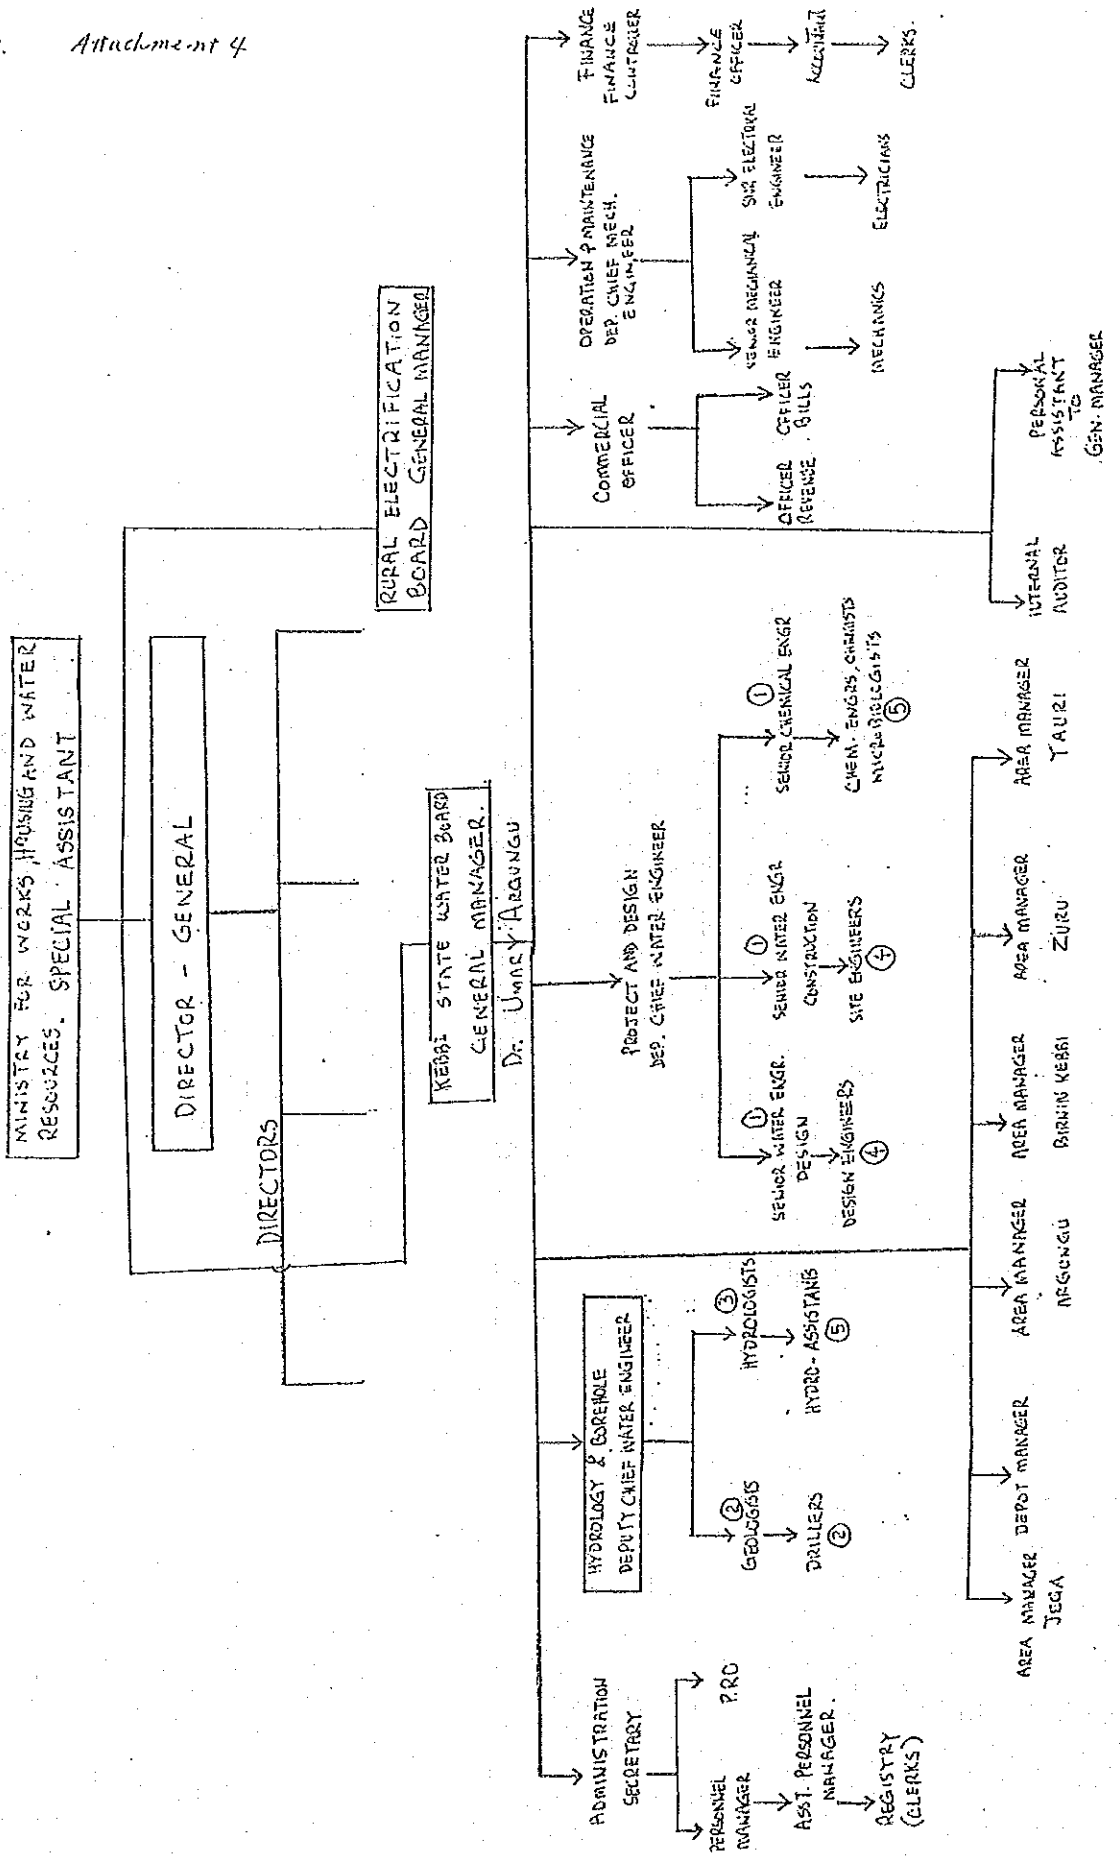 Attachment 4
MINISTRY FOR WORKS, HOUSING AND WATER
RESOURCES. SPECIAL ASSISTANT
DIRECTOR - GENERAL
DIRECTORS
RURAL ELECTRIFICATION
BOARD GENERAL MANAGER
KEBBI STATE WATER BOARD
GENERAL MANAGER.
Dr. UMARY ARGUNGU
ADMINISTRATION
SECRETARY
PERSONNEL
MANAGER
P.RO
ASST. PERSONNEL
MANAGER.
REGISTRY
(CLERKS)
HYDROLOGY & BOREHOLE
DEPUTY CHIEF WATER ENGINEER
②
GEOLOGISTS
DRILLERS
②
③
HYDROLOGISTS
HYDRO-ASSISTANS
⑤
PROJECT AND DESIGN
DEP. CHIEF WATER ENGINEER
①
SENIOR WATER ENGR.
DESIGN
DESIGN ENGINEERS
④
①
SENIOR WATER ENGR
CONSTRUCTION
SITE ENGINEERS
④
①
SENIOR CHEMICAL ENGR
CHEM. ENGRS, CHEMISTS
MICROBIOLOGISTS
⑤
COMMERCIAL
OFFICER
OFFICER
REVENUE
OFFICER
BILLS
OPERATION & MAINTENANCE
DEP. CHIEF MECH.
ENGINEER
SENIOR MECHANICAL
ENGINEER
MECHANICS
SNR ELECTRICAL
ENGINEER
ELECTRICIANS
FINANCE
FINANCE
CONTROLLER
FINANCE
OFFICER
ACCOUNTANT
CLERKS.
AREA MANAGER
JEGA
DEPOT MANAGER
AREA MANAGER
ARGUNGU
AREA MANAGER
BIRNIN KEBBI
AREA MANAGER
ZURU
AREA MANAGER
YAURI
INTERNAL
AUDITOR
PERSONAL
ASSISTANT
TO
GEN. MANAGER